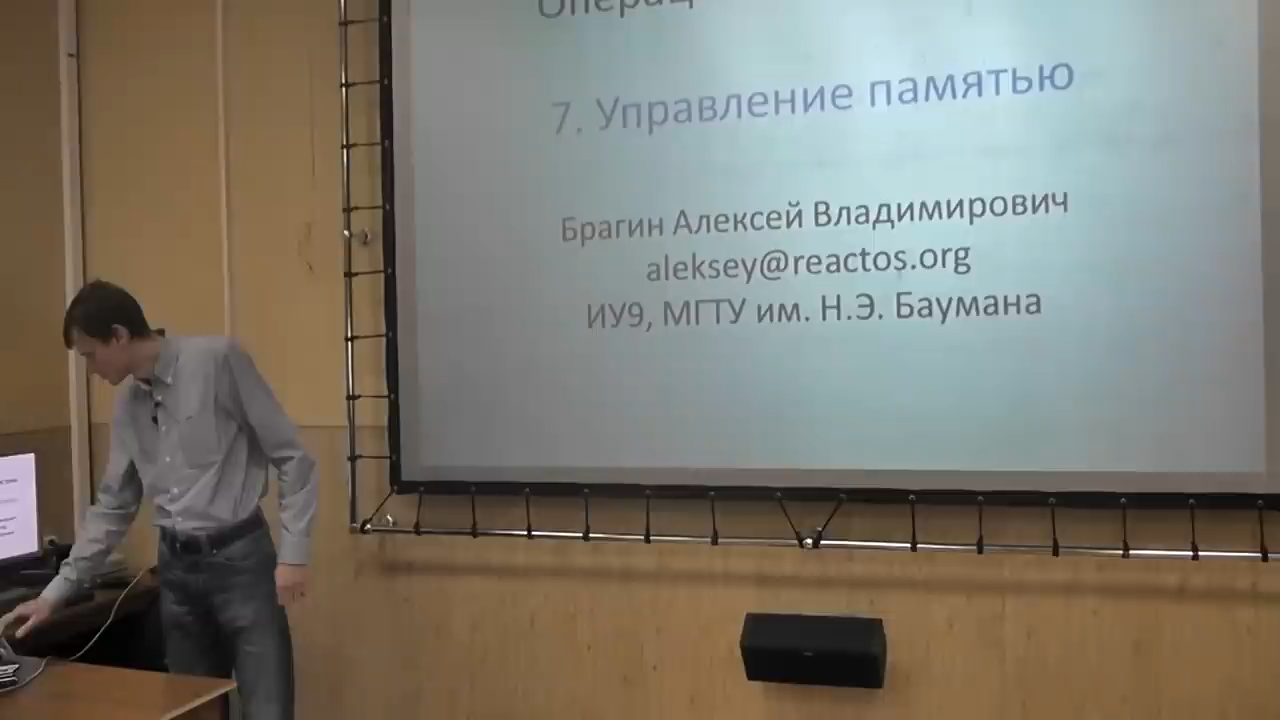 7. Управление памятью
Брагин Алексей Владимирович
aleksey@reactos.org
ИУ9, МГТУ им. Н.Э. Баумана